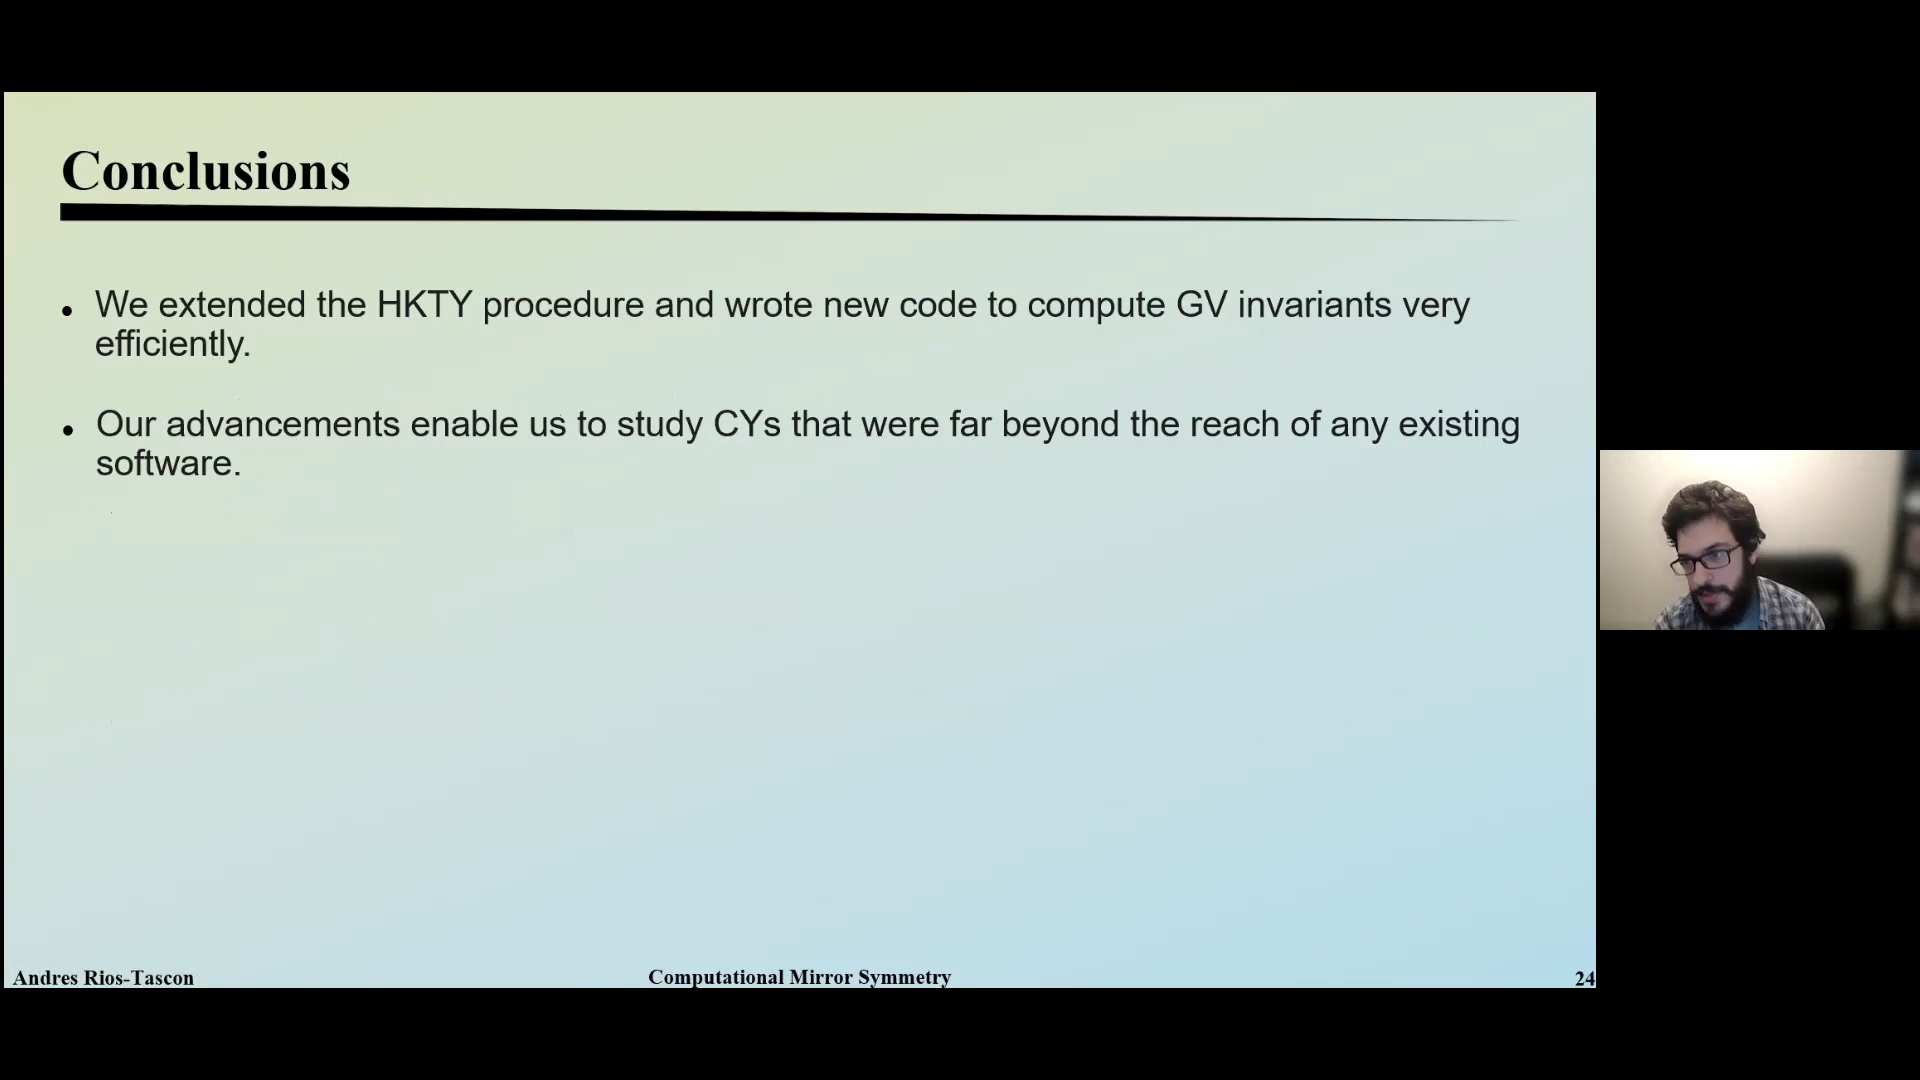 Conclusions
• We extended the HKTY procedure and wrote new code to compute GV invariants very
efficiently.
• Our advancements enable us to study CYs that were far beyond the reach of any existing
software.
Andres Rios-Tascon
Computational Mirror Symmetry
24